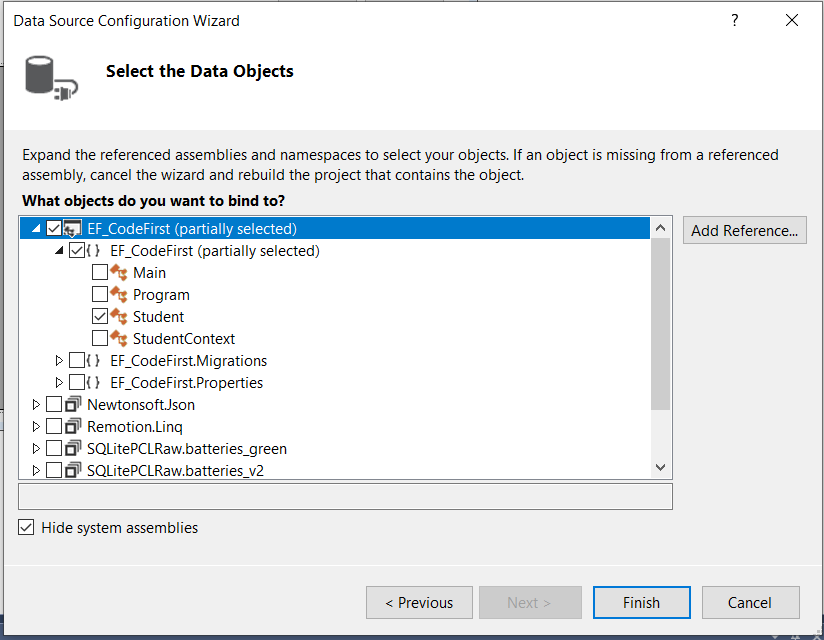 Data Source Configuration Wizard
?
Select the Data Objects
Expand the referenced assemblies and namespaces to select your objects. If an object is missing from a referenced
assembly, cancel the wizard and rebuild the project that contains the object.
What objects do you want to bind to?
EF_CodeFirst (partially selected)
Add Reference...
{} EF_CodeFirst (partially selected)
Main
Program
Student
StudentContext
{} EF_CodeFirst.Migrations
{} EF_CodeFirst.Properties
Newtonsoft.Json
Remotion.Linq
SQLitePCLRaw.batteries_green
SQLitePCLRaw.batteries_v2
Hide system assemblies
< Previous
Next >
Finish
Cancel